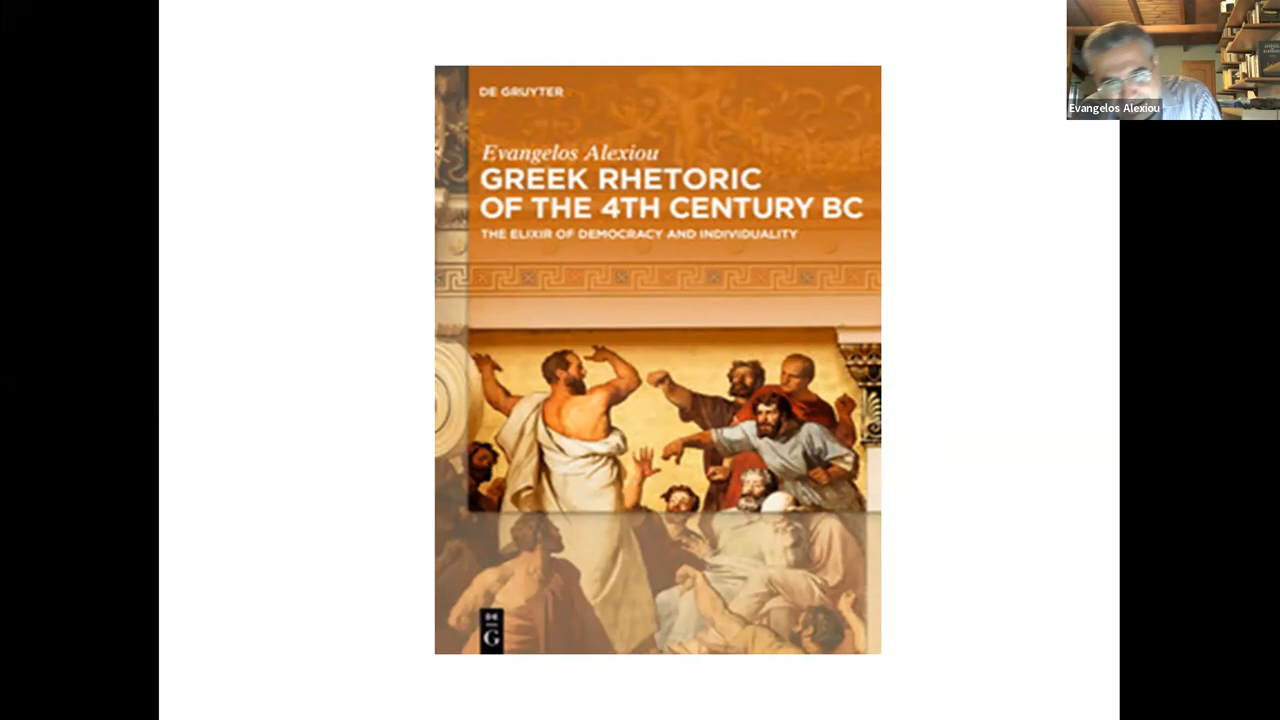 DE GRUYTER
Evangelos Alexiou
GREEK RHETORIC
OF THE 4TH CENTURY BC
THE ELIXIR OF DEMOCRACY AND INDIVIDUALITY
DE
G
Evangelos Alexiou